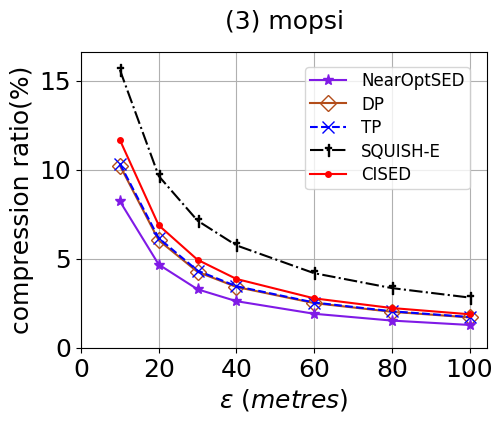 (3) mopsi
compression ratio(%)
15
10
5
0
NearOptSED
DP
TP
SQUISH-E
CISED
0 20 40 60 80 100
ε (metres)